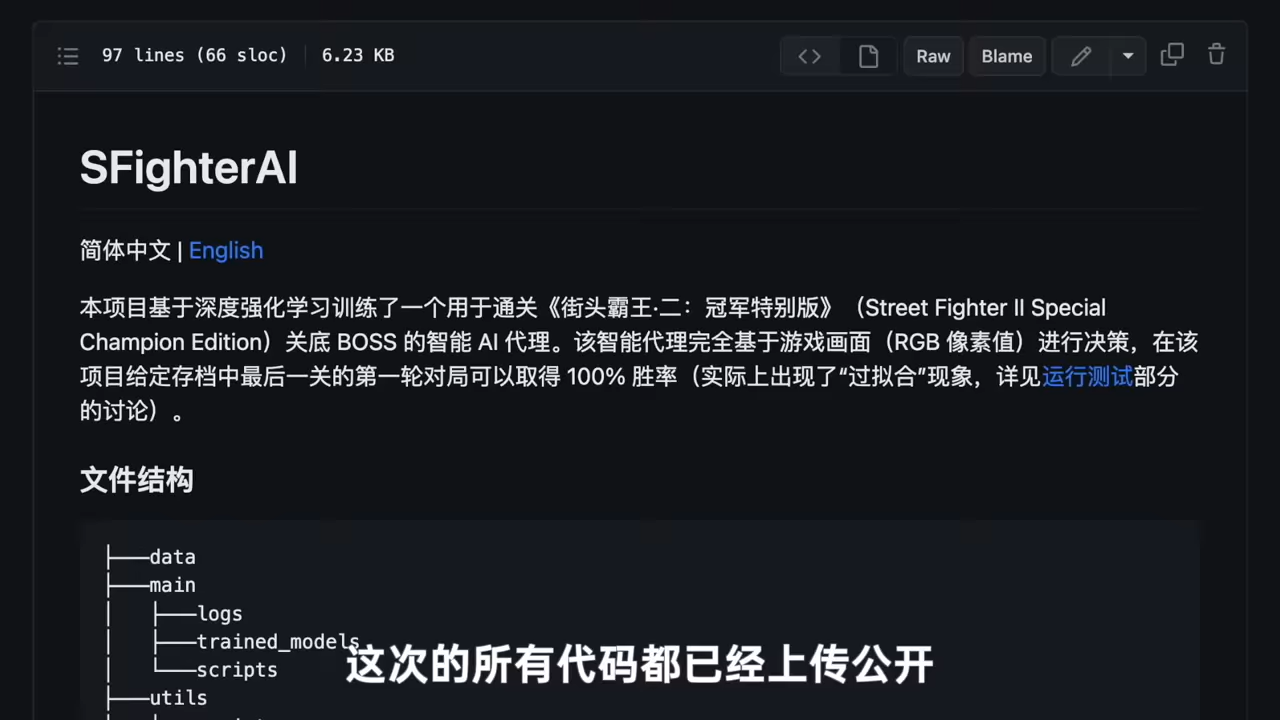 97 lines (66 sloc) 6.23 KB Raw Blame
SFighterAI
简体中文 | English
本项目基于深度强化学习训练了一个用于通关《街头霸王·二：冠军特别版》（Street Fighter II Special
Champion Edition）关底 BOSS 的智能 AI 代理。该智能代理完全基于游戏画面（RGB 像素值）进行决策，在该
项目给定存档中最后一关的第一轮对局可以取得 100% 胜率（实际上出现了“过拟合”现象，详见运行测试部分
的讨论）。
文件结构
├──data
├──main
│ ├──logs
│ ├──trained_models
│ └──scripts
├──utils
这次的所有代码都已经上传公开